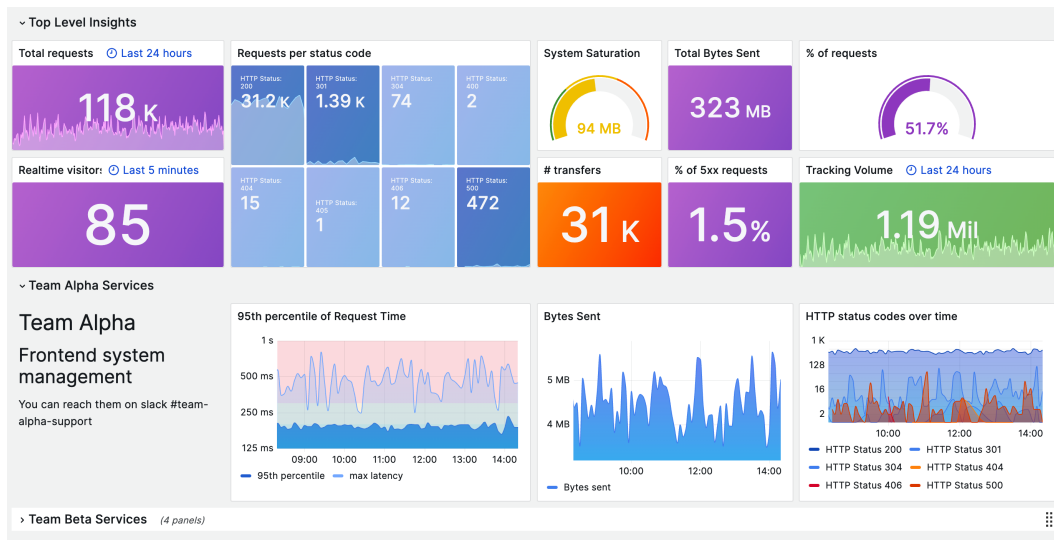 Top Level Insights
Total requests Last 24 hours
118 K
Requests per status code
HTTP Status:
200
31.2 K
HTTP Status:
301
1.39 K
HTTP Status:
304
74
HTTP Status:
400
2
HTTP Status:
404
15
HTTP Status:
405
1
HTTP Status:
406
12
HTTP Status:
500
472
System Saturation
94 MB
Total Bytes Sent
323 MB
% of requests
51.7%
Realtime visitor: Last 5 minutes
85
# transfers
31 K
% of 5xx requests
1.5%
Tracking Volume Last 24 hours
1.19 Mil
Team Alpha Services
Team Alpha
Frontend system
management
You can reach them on slack #team-
alpha-support
95th percentile of Request Time
1 s
500 ms
250 ms
125 ms
09:00 10:00 11:00 12:00 13:00 14:00
95th percentile max latency
Bytes Sent
5 MB
4 MB
10:00 12:00 14:00
Bytes sent
HTTP status codes over time
1 K
128
16
2
10:00 12:00 14:00
HTTP Status 200 HTTP Status 301
HTTP Status 304 HTTP Status 404
HTTP Status 406 HTTP Status 500
Team Beta Services (4 panels)